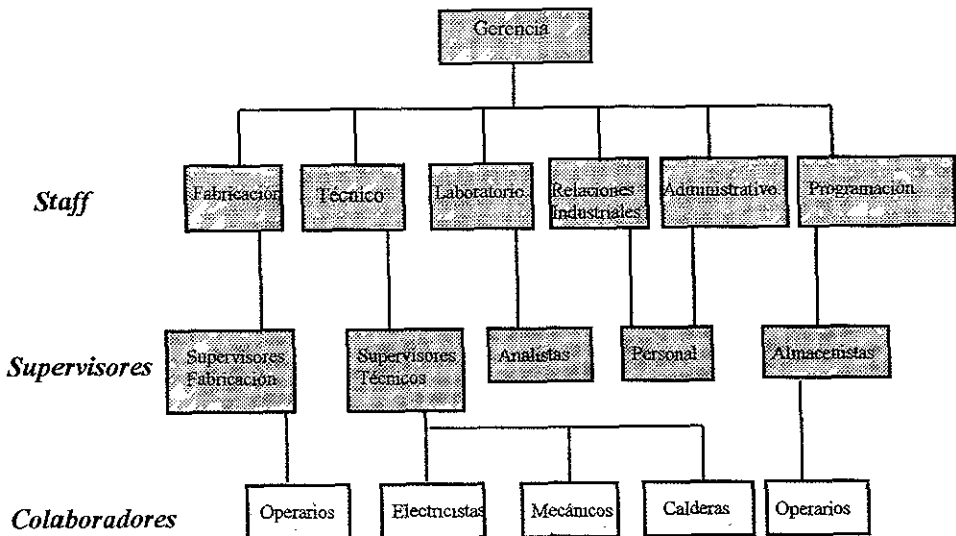 Gerencia
Staff
Fabricación
Técnico
Laboratorio
Relaciones
Industriales
Administrativo
Programación
Supervisores
Supervisores
Fabricación
Supervisores
Técnicos
Analistas
Personal
Almacenistas
Colaboradores
Operarios
Electricistas
Mecánicos
Calderas
Operarios